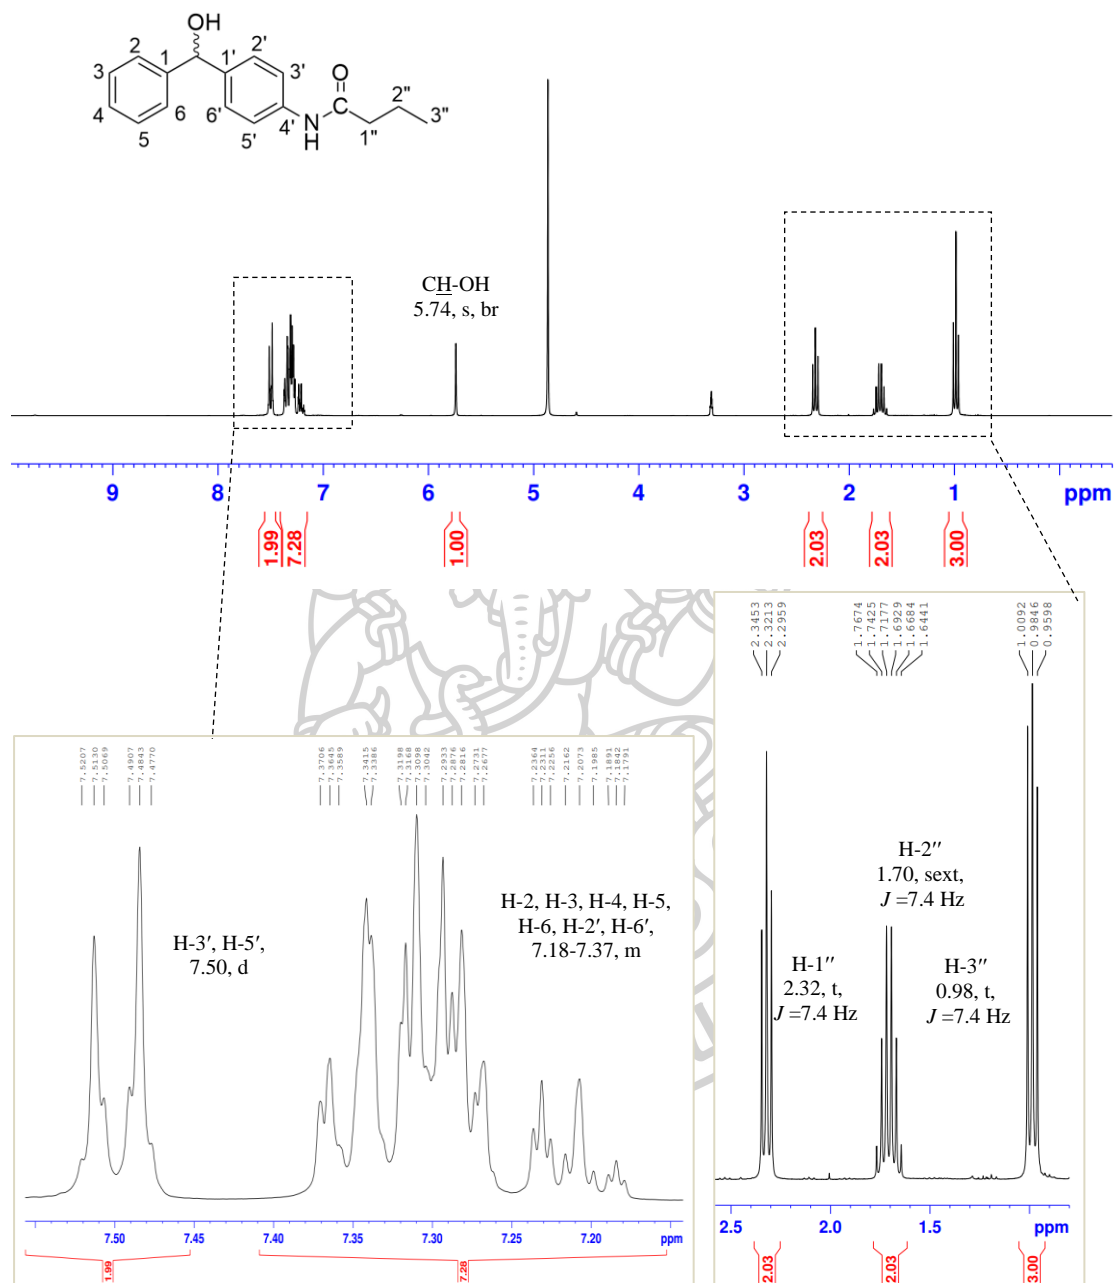 OH
2
2'
1
1'
3
3'
O
2"
4
6
6'
4'
3"
5
5'
N
H
1"
CH-OH
5.74, s, br
9 8 7 6 5 4 3 2 1 ppm
1.99
7.28
1.00
2.03
2.03
3.00
7.5207
7.5130
7.5069
7.4907
7.4843
7.4770
7.3706
7.3645
7.3589
7.3415
7.3386
7.3198
7.3168
7.3098
7.3042
7.2933
7.2876
7.2816
7.2731
7.2677
7.2364
7.2311
7.2256
7.2162
7.2073
7.1985
7.1891
7.1842
7.1791
H-3′, H-5′,
7.50, d
H-2, H-3, H-4, H-5,
H-6, H-2′, H-6′,
7.18-7.37, m
7.50 7.45 7.40 7.35 7.30 7.25 7.20 ppm
1.99
7.28
2.3453
2.3213
2.2959
1.7674
1.7425
1.7177
1.6929
1.6684
1.6441
1.0092
0.9846
0.9598
H-2′′
1.70, sext,
J =7.4 Hz
H-1′′
2.32, t,
J =7.4 Hz
H-3′′
0.98, t,
J =7.4 Hz
2.5 2.0 1.5 ppm
2.03
2.03
3.00